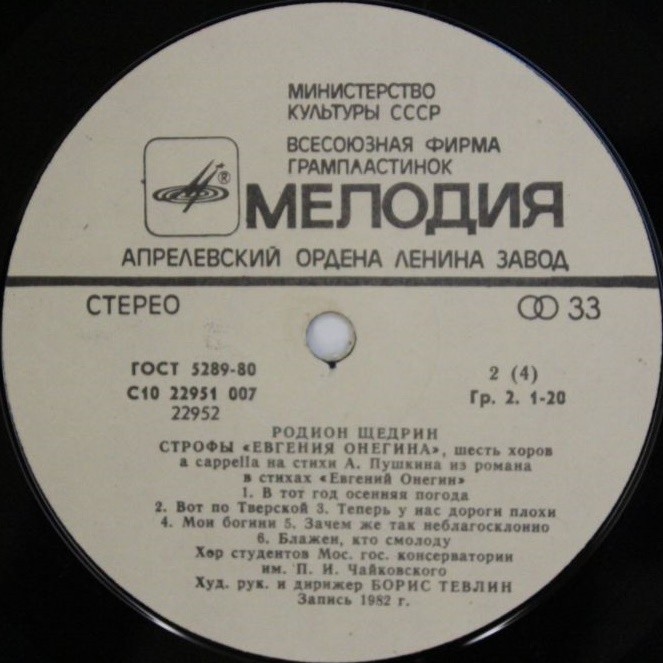 МИНИСТЕРСТВО
КУЛЬТУРЫ СССР
ВСЕСОЮЗНАЯ ФИРМА
ГРАМПЛАСТИНОК
®
МЕЛОДИЯ
АПРЕЛЕВСКИЙ ОРДЕНА ЛЕНИНА ЗАВОД
СТЕРЕО 33
ГОСТ 5289-80
С10 22951 007
22952
2 (4)
Гр. 2. 1-20
РОДИОН ЩЕДРИН
СТРОФЫ «ЕВГЕНИЯ ОНЕГИНА», шесть хоров
a cappella на стихи А. Пушкина из романа
в стихах «Евгений Онегин»
1. В тот год осенняя погода
2. Вот по Тверской 3. Теперь у нас дороги плохи
4. Мои богини 5. Зачем же так неблагосклонно
6. Блажен, кто смолоду
Хор студентов Мос. гос. консерватории
им. П. И. Чайковского
Худ. рук. и дирижер БОРИС ТЕВЛИН
Запись 1982 г.